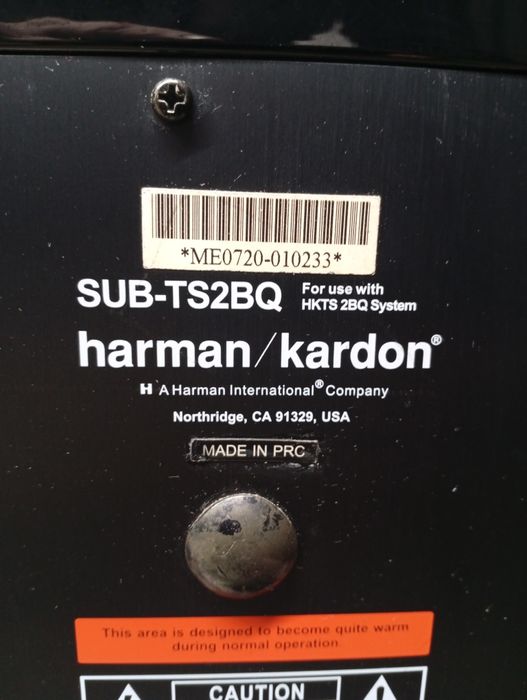 *ME0720-010233*
SUB-TS2BQ For use with
HKTS 2BQ System
harman/kardon®
H A Harman International® Company
Northridge, CA 91329, USA
MADE IN PRC
This area is designed to become quite warm
during normal operation.
CAUTION